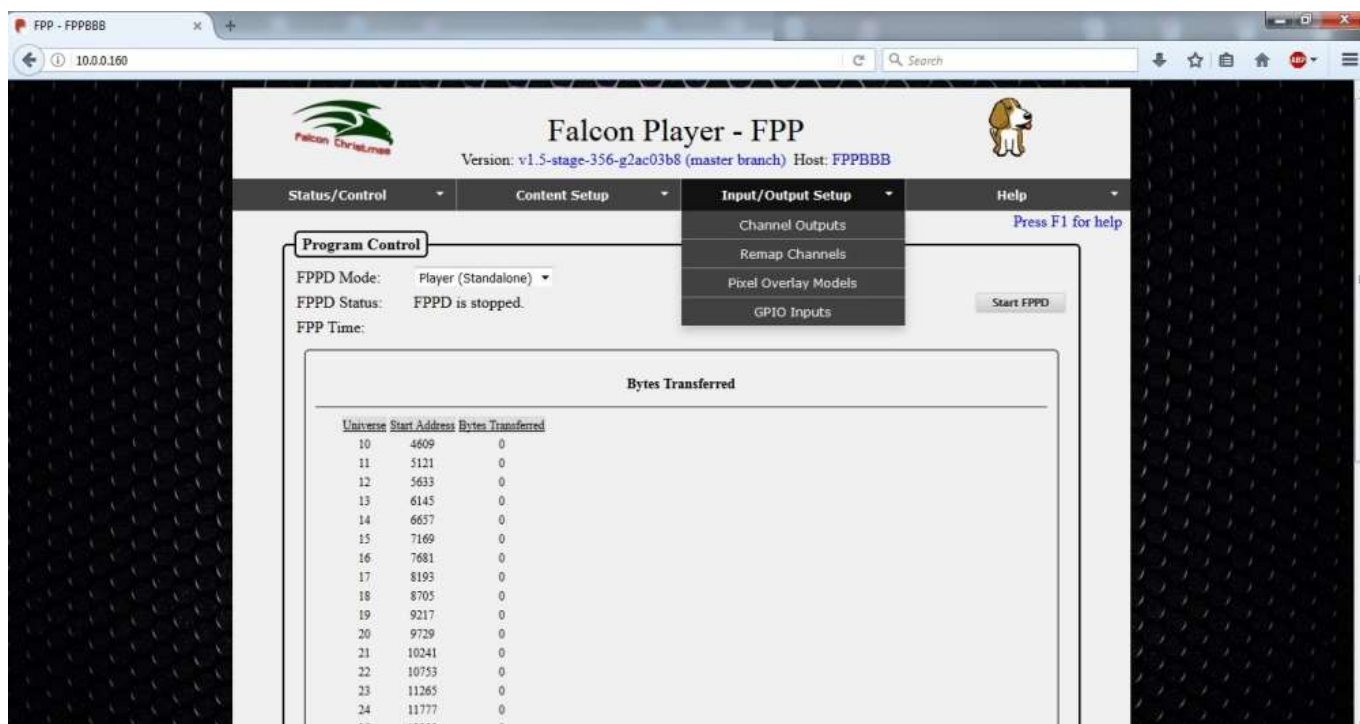 FPP - FPPBBB
10.0.0.160
Search
ABP
Falcon Christmas
Falcon Player - FPP
Version: v1.5-stage-356-g2ac03b8 (master branch) Host: FPPBBB
Status/Control Content Setup Input/Output Setup Help
Channel Outputs
Remap Channels
Pixel Overlay Models
GPIO Inputs
Press F1 for help
Program Control
FPPD Mode: Player (Standalone)
FPPD Status: FPPD is stopped.
Start FPPD
FPP Time:
Bytes Transferred
Universe Start Address Bytes Transferred
10 4609 0
11 5121 0
12 5633 0
13 6145 0
14 6657 0
15 7169 0
16 7681 0
17 8193 0
18 8705 0
19 9217 0
20 9729 0
21 10241 0
22 10753 0
23 11265 0
24 11777 0